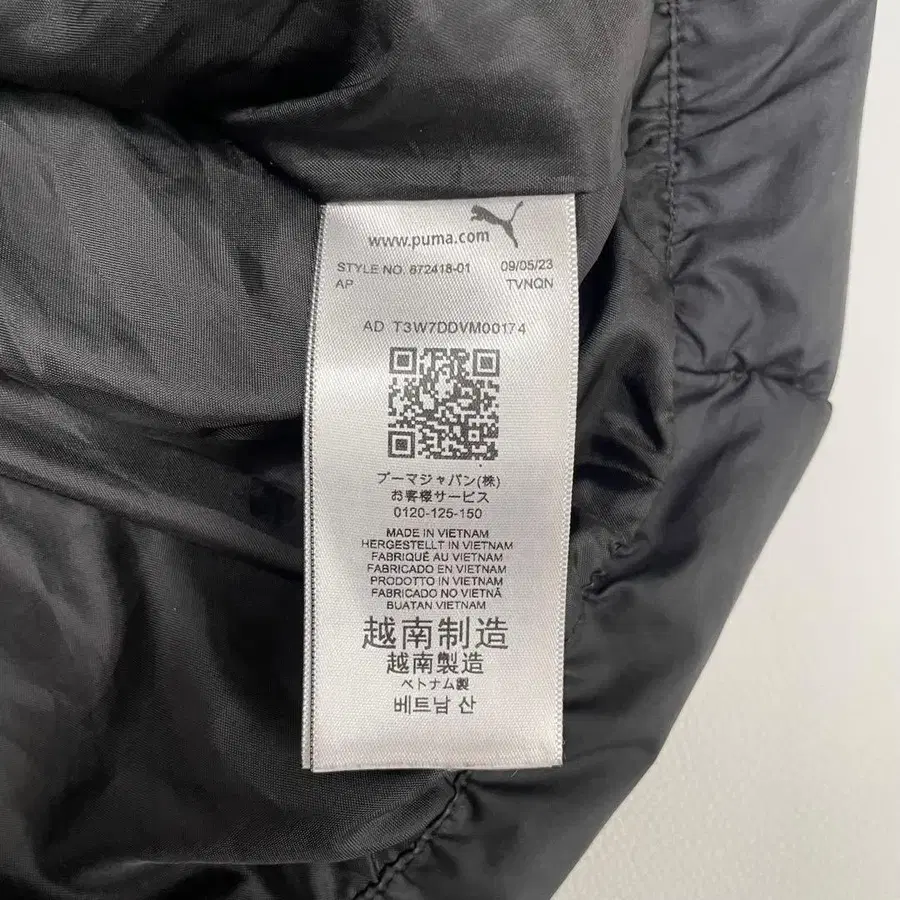 www.puma.com
STYLE NO. 672418-01 09/05/23
AP TVNQN
AD T3W7DDVM00174
プーマジャパン(株)
お客様サービス
0120-125-150
MADE IN VIETNAM
HERGESTELLT IN VIETNAM
FABRIQUÉ AU VIETNAM
FABRICADO EN VIETNAM
PRODOTTO IN VIETNAM
FABRICADO NO VIETNÃ
BUATAN VIETNAM
越南制造
越南製造
ベトナム製
베트남 산